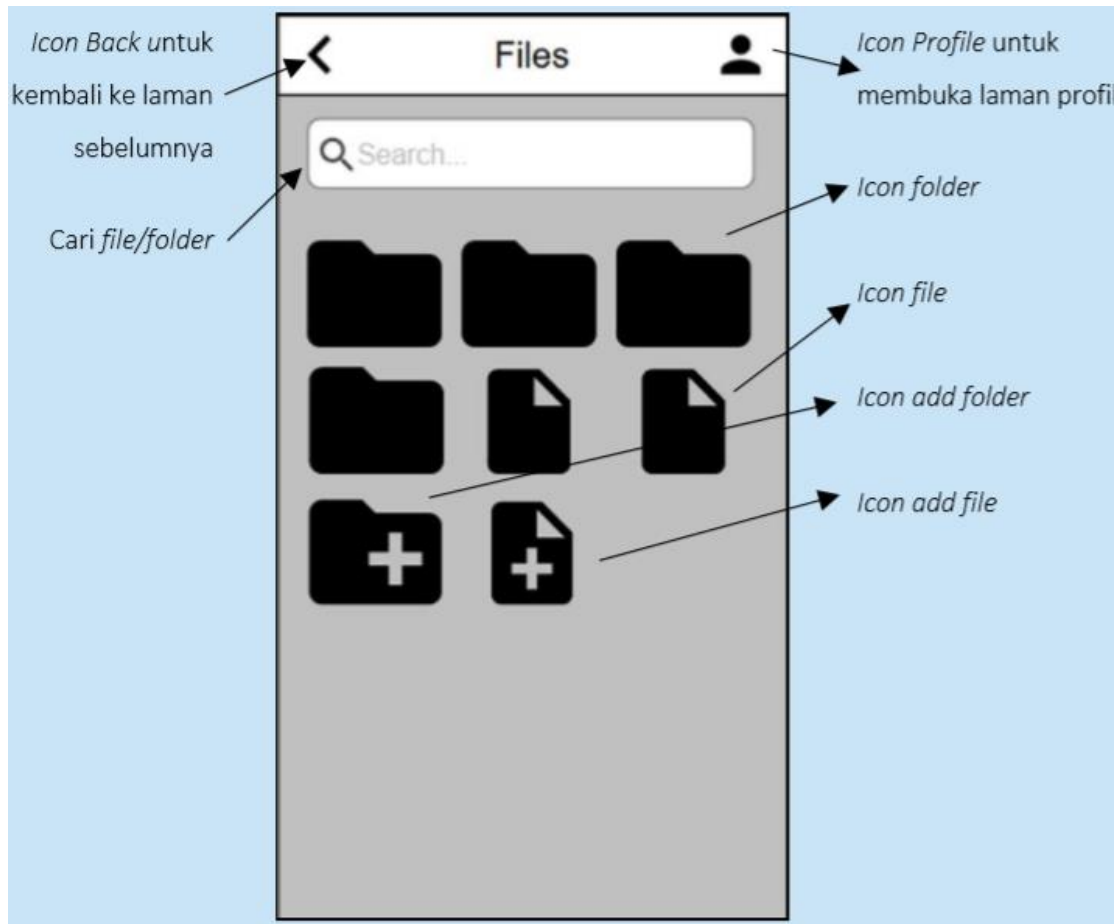 Icon Back untuk
kembali ke laman
sebelumnya
Cari file/folder
Files
Search...
Icon Profile untuk
membuka laman profil
Icon folder
Icon file
Icon add folder
Icon add file